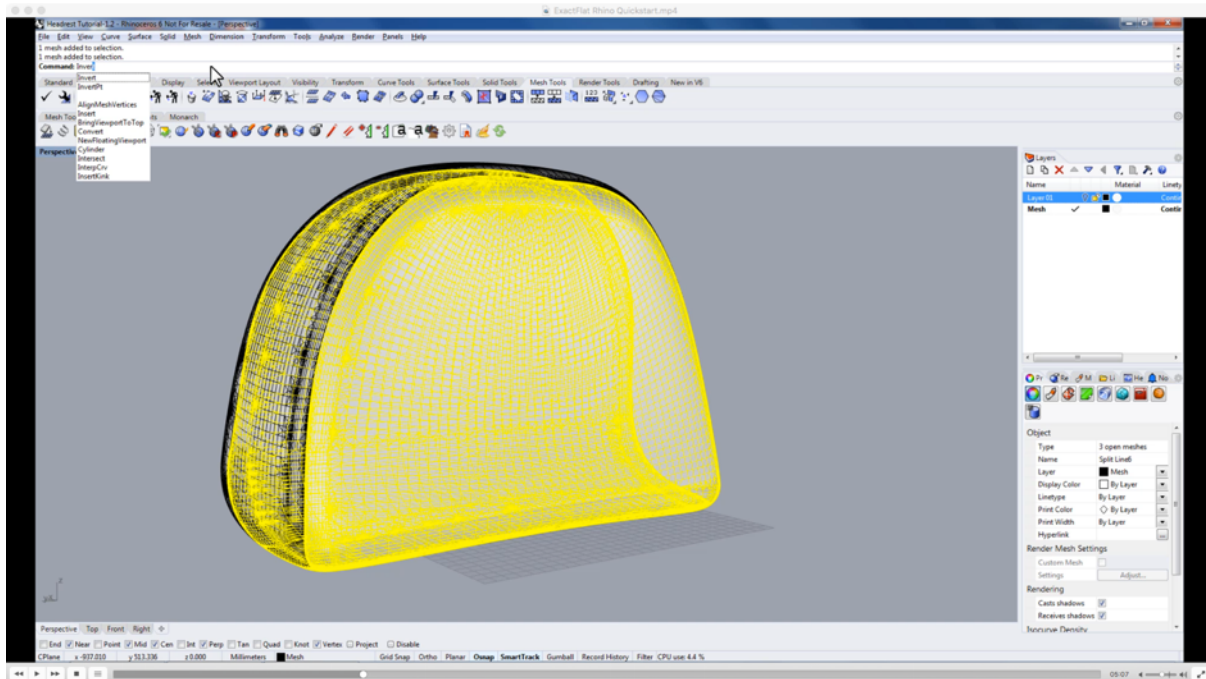 ExactFlat Rhino Quickstart.mp4
Headrest Tutorial-1.2 - Rhinoceros 6 Not For Resale - [Perspective]
File Edit View Curve Surface Solid Mesh Dimension Transform Tools Analyze Render Panels Help
1 mesh added to selection.
1 mesh added to selection.
Command: Invert
Standard Display Viewport Layout Visibility Transform Curve Tools Surface Tools Solid Tools Mesh Tools Render Tools Drafting New in V6
Invert
InvertPt
AlignMeshVertices
Insert
BringViewportToTop
Convert
NewFloatingViewport
Cylinder
Intersect
InterpCrv
InsertKink
Mesh Monarch
Layers
Name Material
Layer 01
Mesh
Object
Type 3 open meshes
Name Split Line6
Layer Mesh
Display Color By Layer
Linetype By Layer
Print Color By Layer
Print Width By Layer
Hyperlink
Render Mesh Settings
Custom Mesh
Settings Adjust...
Rendering
Casts shadows
Receives shadows
Isocurve Density
Perspective Top Front Right
End Near Point Mid Cen Int Perp Tan Quad Knot Vertex Project Disable
CPlane x -937.010 y 513.336 z 0.000 Millimeters Mesh Grid Snap Ortho Planar Osnap SmartTrack Gumball Record History Filter CPU use: 4.4 %
05:07